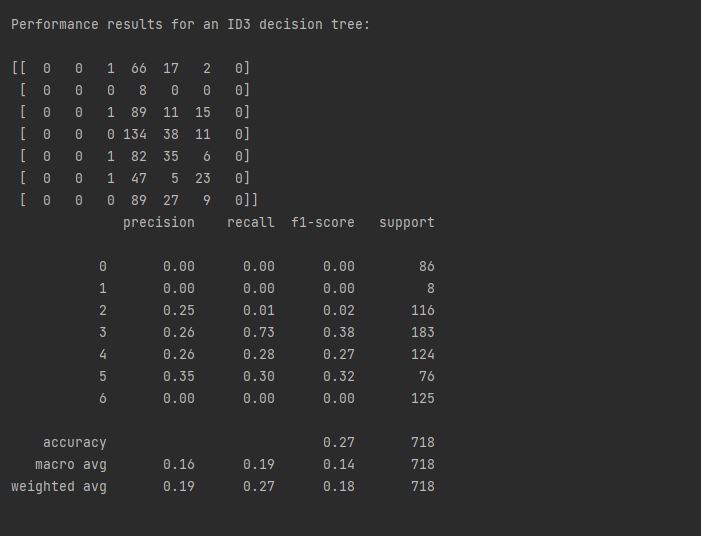 Performance results for an ID3 decision tree:
[[  0   0   1  66  17   2   0]
 [  0   0   0   8   0   0   0]
 [  0   0   1  89  11  15   0]
 [  0   0   0 134  38  11   0]
 [  0   0   1  82  35   6   0]
 [  0   0   1  47   5  23   0]
 [  0   0   0  89  27   9   0]]
              precision    recall  f1-score   support
           0       0.00      0.00      0.00        86
           1       0.00      0.00      0.00         8
           2       0.25      0.01      0.02       116
           3       0.26      0.73      0.38       183
           4       0.26      0.28      0.27       124
           5       0.35      0.30      0.32        76
           6       0.00      0.00      0.00       125
    accuracy                           0.27       718
   macro avg       0.16      0.19      0.14       718
weighted avg       0.19      0.27      0.18       718